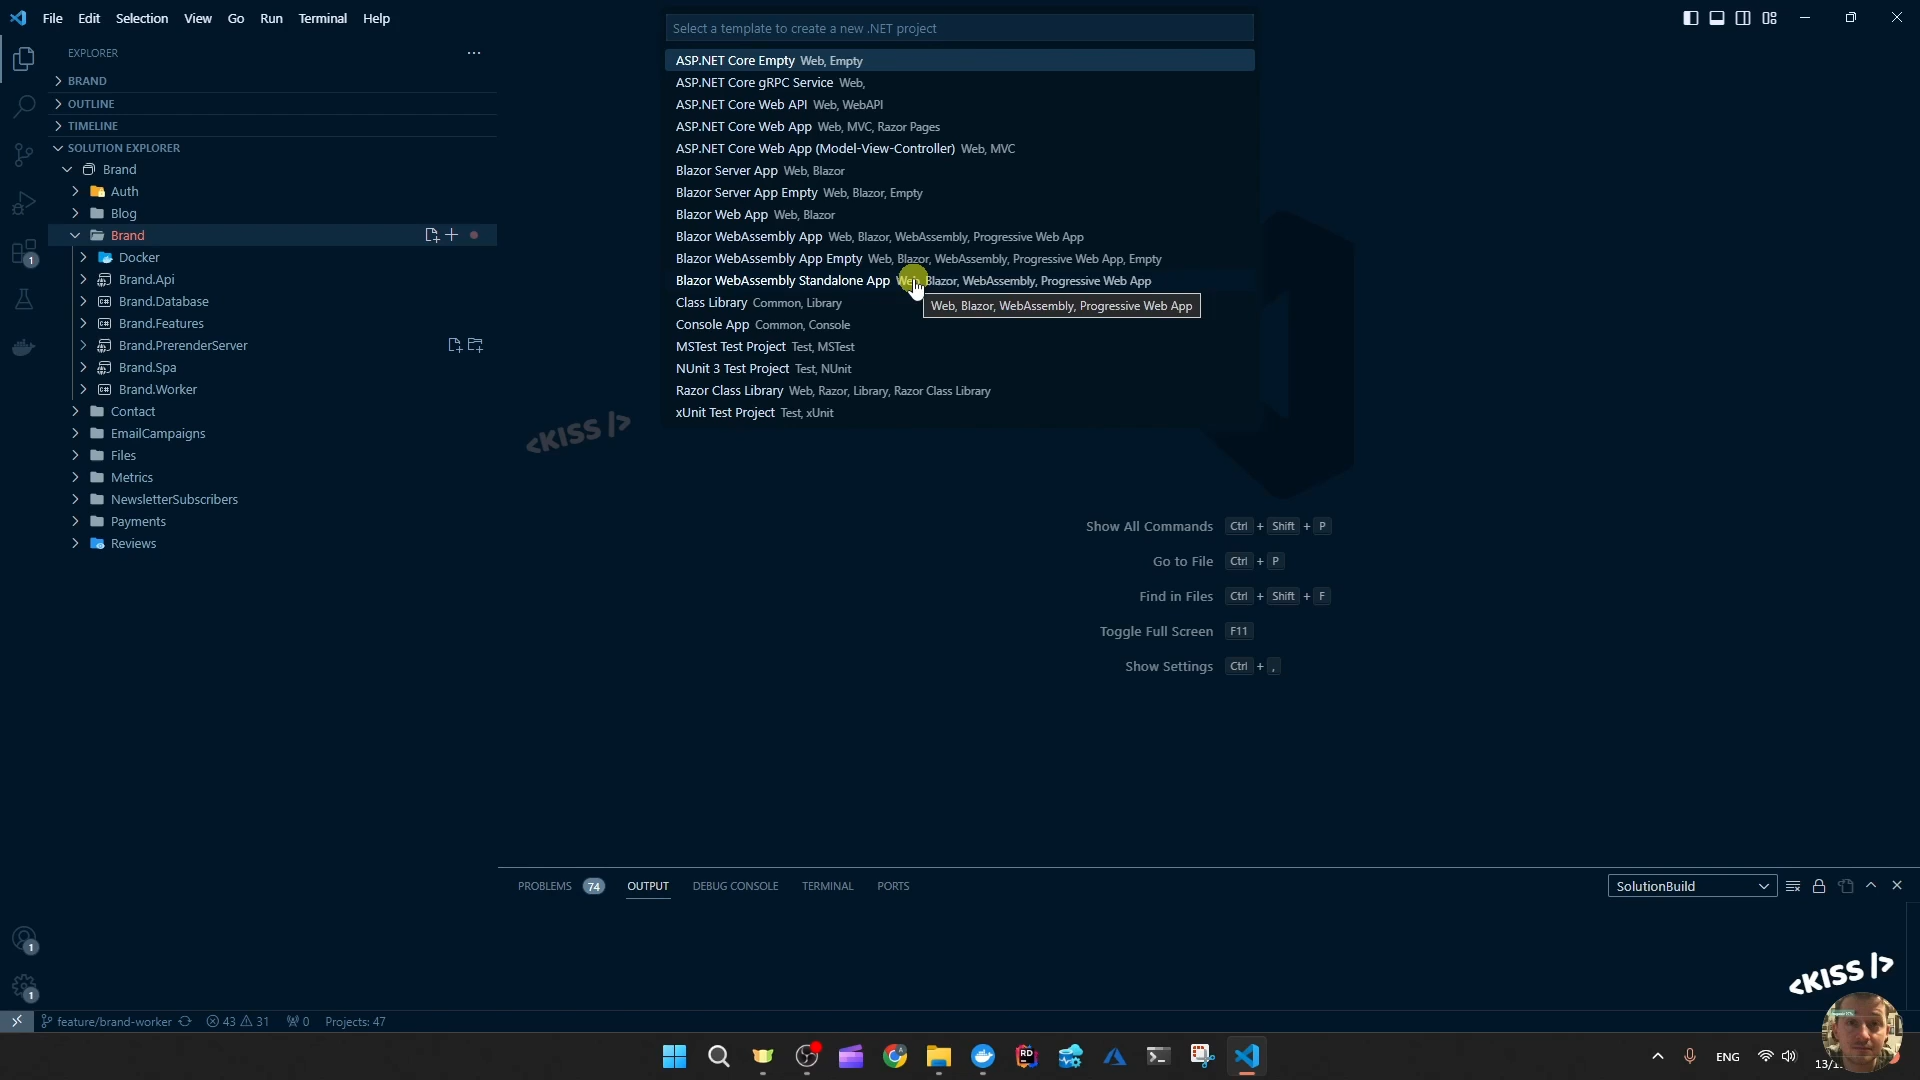 File Edit Selection View Go Run Terminal Help
Select a template to create a new .NET project
EXPLORER
BRAND
OUTLINE
TIMELINE
SOLUTION EXPLORER
Brand
Auth
Blog
Brand
Docker
Brand.Api
Brand.Database
Brand.Features
Brand.PrerenderServer
Brand.Spa
Brand.Worker
Contact
EmailCampaigns
Files
Metrics
NewsletterSubscribers
Payments
Reviews
ASP.NET Core Empty Web, Empty
ASP.NET Core gRPC Service Web,
ASP.NET Core Web API Web, WebAPI
ASP.NET Core Web App Web, MVC, Razor Pages
ASP.NET Core Web App (Model-View-Controller) Web, MVC
Blazor Server App Web, Blazor
Blazor Server App Empty Web, Blazor, Empty
Blazor Web App Web, Blazor
Blazor WebAssembly App Web, Blazor, WebAssembly, Progressive Web App
Blazor WebAssembly App Empty Web, Blazor, WebAssembly, Progressive Web App, Empty
Blazor WebAssembly Standalone App Web, Blazor, WebAssembly, Progressive Web App
Web, Blazor, WebAssembly, Progressive Web App
Class Library Common, Library
Console App Common, Console
MSTest Test Project Test, MSTest
NUnit 3 Test Project Test, NUnit
Razor Class Library Web, Razor, Library, Razor Class Library
xUnit Test Project Test, xUnit
<KISS />
Show All Commands Ctrl + Shift + P
Go to File Ctrl + P
Find in Files Ctrl + Shift + F
Toggle Full Screen F11
Show Settings Ctrl + ,
PROBLEMS 74 OUTPUT DEBUG CONSOLE TERMINAL PORTS
SolutionBuild
1
1
1
<KISS />
feature/brand-worker 43 31 0 Projects: 47
RD
ENG